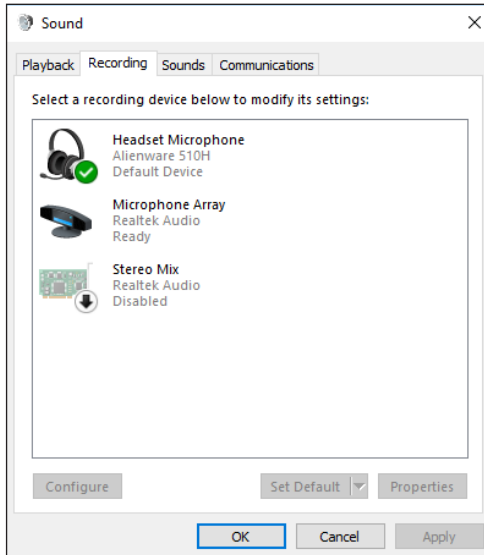 Sound
Playback Recording Sounds Communications
Select a recording device below to modify its settings:
Headset Microphone
Alienware 510H
Default Device
Microphone Array
Realtek Audio
Ready
Stereo Mix
Realtek Audio
Disabled
Configure Set Default Properties
OK Cancel Apply